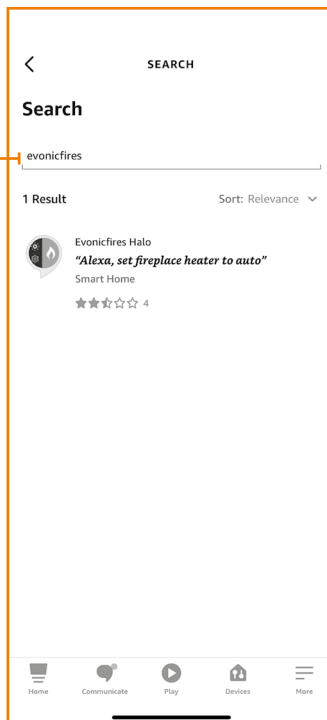 SEARCH
Search
evonicfires
1 Result Sort: Relevance
Evonicfires Halo
“Alexa, set fireplace heater to auto”
Smart Home
4
Home Communicate Play Devices More